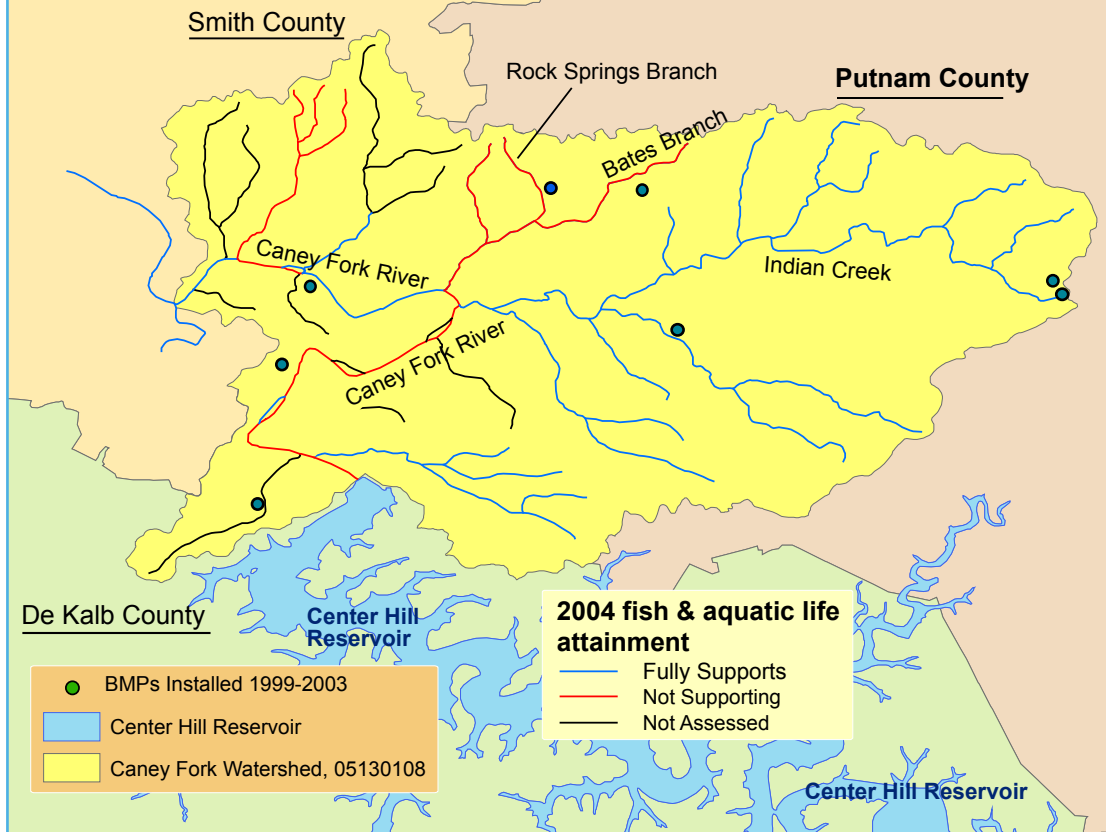 Smith County
Rock Springs Branch
Putnam County
Bates Branch
Caney Fork River
Indian Creek
Caney Fork River
De Kalb County
Center Hill
Reservoir
2004 fish & aquatic life
attainment
Fully Supports
Not Supporting
Not Assessed
BMPs Installed 1999-2003
Center Hill Reservoir
Caney Fork Watershed, 05130108
Center Hill Reservoir